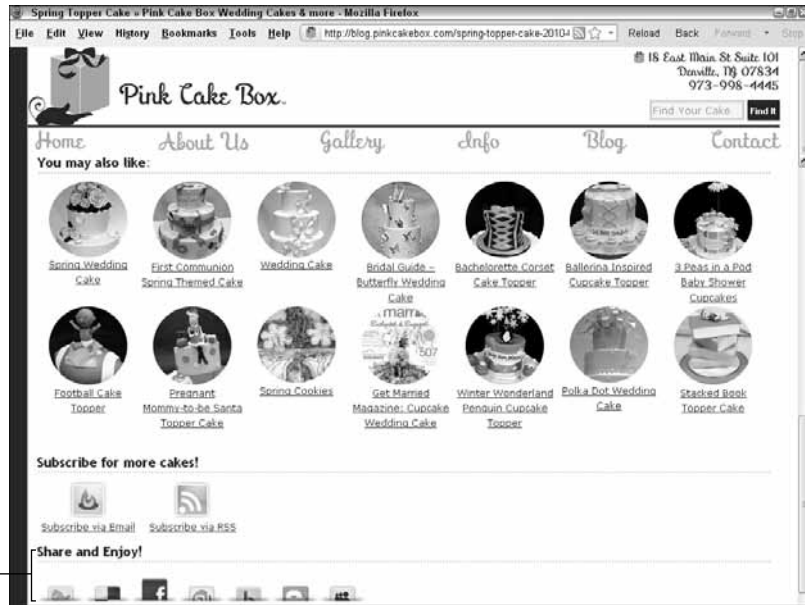 Spring Topper Cake » Pink Cake Box Wedding Cakes & more - Mozilla Firefox
File Edit View History Bookmarks Tools Help http://blog.pinkcakebox.com/spring-topper-cake-2010-0 Reload Back Forward Stop
18 East Main St Suite 101
Denville, NJ 07834
973-998-4445
Pink Cake Box
Find Your Cake Find It
Home About Us Gallery Info Blog Contact
You may also like:
Spring Wedding Cake
First Communion Spring Themed Cake
Wedding Cake
Bridal Guide – Butterfly Wedding Cake
Bachelorette Corset Cake Topper
Ballerina Inspired Cupcake Topper
3 Peas in a Pod Baby Shower Cupcakes
Football Cake Topper
Pregnant Mommy-to-be Santa Topper Cake
Spring Cookies
Get Married Magazine: Cupcake Wedding Cake
Winter Wonderland Penguin Cupcake Topper
Polka Dot Wedding Cake
Stacked Book Topper Cake
Subscribe for more cakes!
Subscribe via Email Subscribe via RSS
Share and Enjoy!